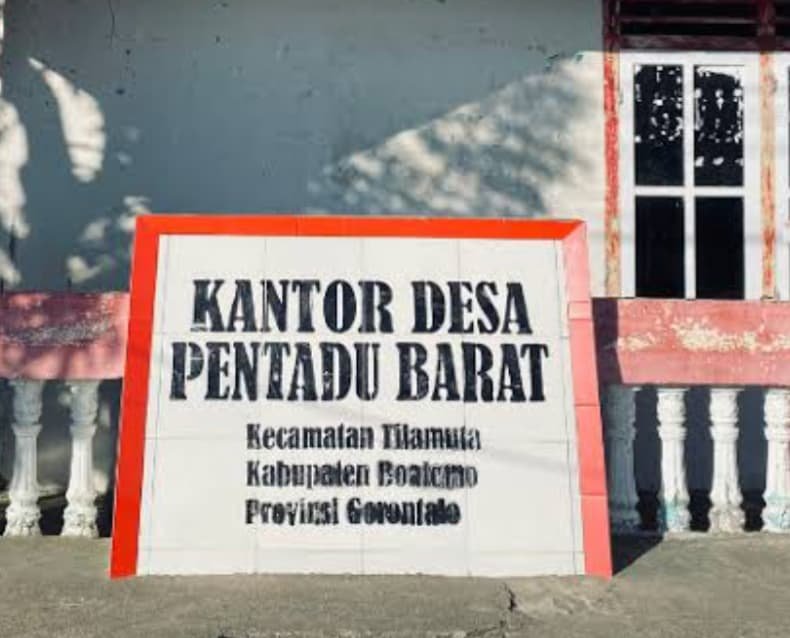 KANTOR DESA
PENTADU BARAT
Kecamatan Tilamuta
Kabupaten Boalemo
Provinsi Gorontalo